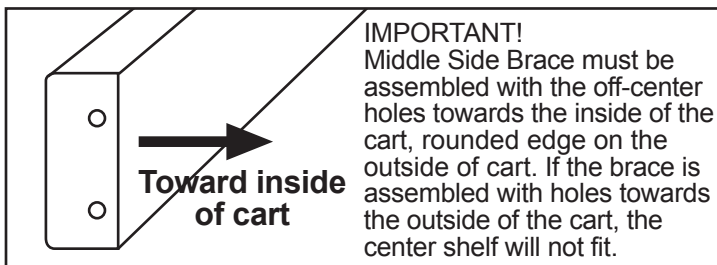 IMPORTANT!
Middle Side Brace must be
assembled with the off-center
holes towards the inside of the
cart, rounded edge on the
outside of cart. If the brace is
assembled with holes towards
the outside of the cart, the
center shelf will not fit.
Toward inside
of cart